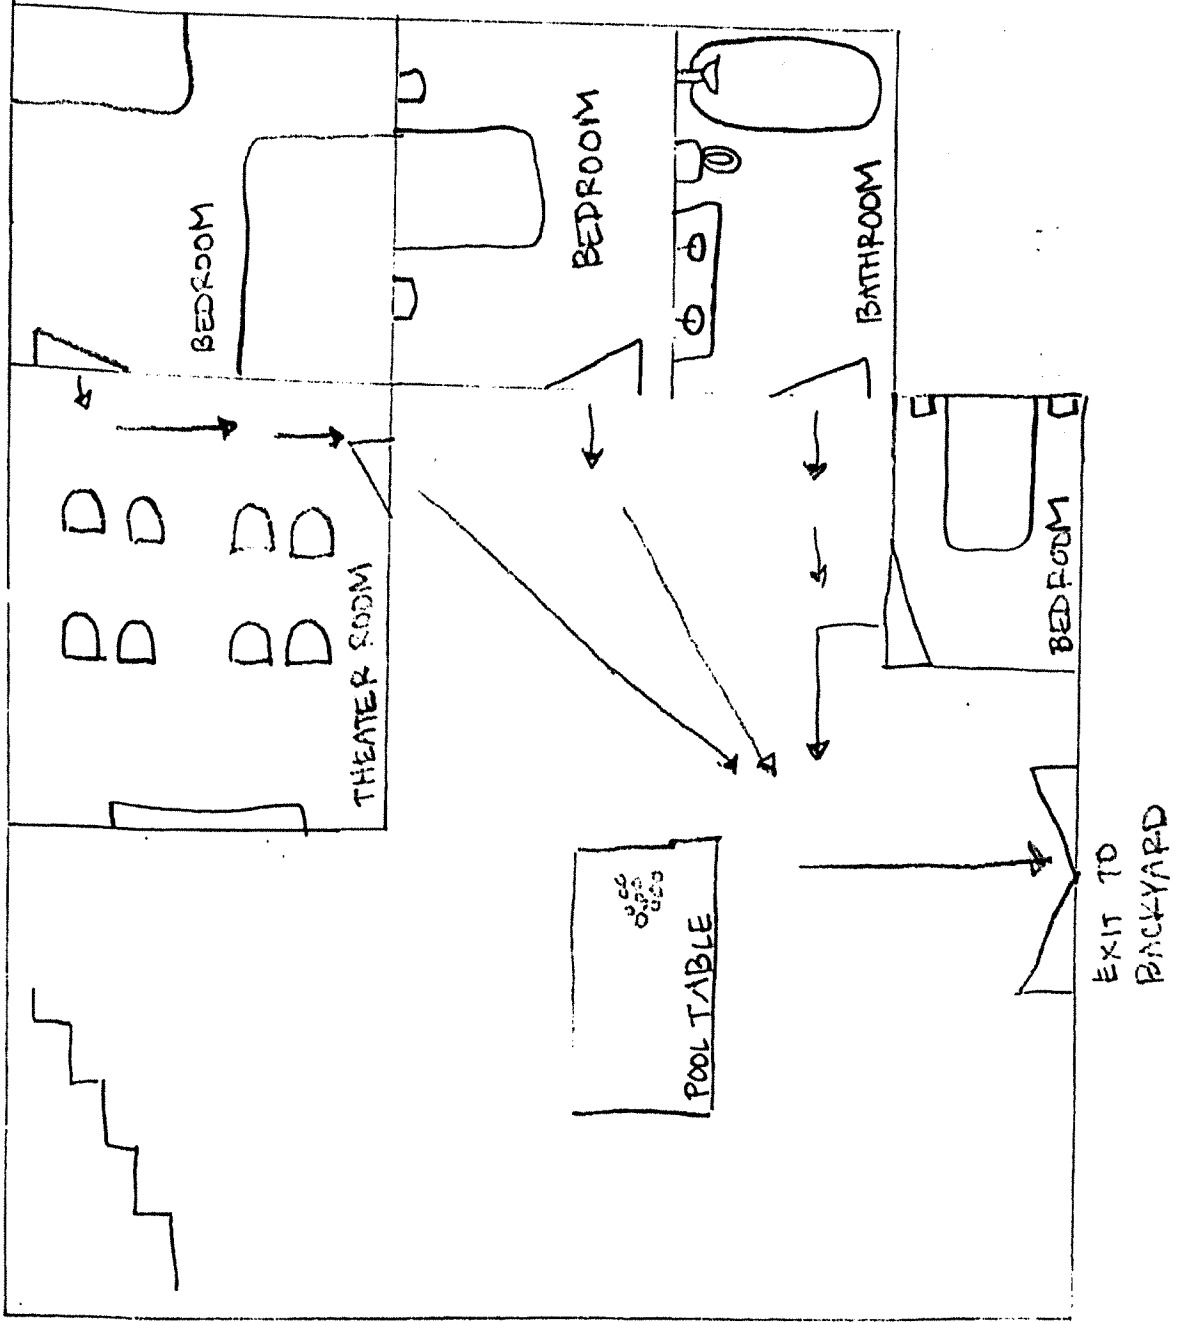 BEDROOM
BEDROOM
BATHROOM
THEATER ROOM
BEDROOM
POOL TABLE
EXIT TO
BACKYARD